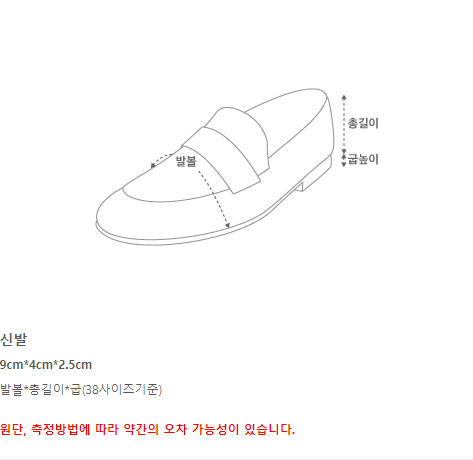 총길이
굽높이
발볼
신발
9cm*4cm*2.5cm
발볼*총길이*굽(38사이즈기준)
원단, 측정방법에 따라 약간의 오차 가능성이 있습니다.